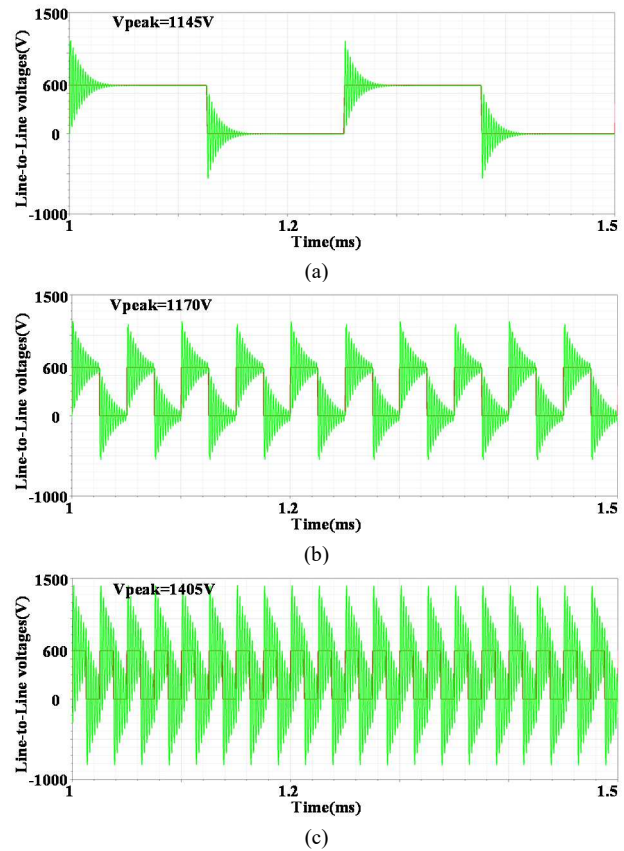 Vpeak=1145V
Line-to-Line voltages(V)
1500
600
0
-1000
1
1.2
1.5
Time(ms)
(a)
Vpeak=1170V
Line-to-Line voltages(V)
1500
600
0
-1000
1
1.2
1.5
Time(ms)
(b)
Vpeak=1405V
Line-to-Line voltages(V)
1500
600
0
-1000
1
1.2
1.5
Time(ms)
(c)